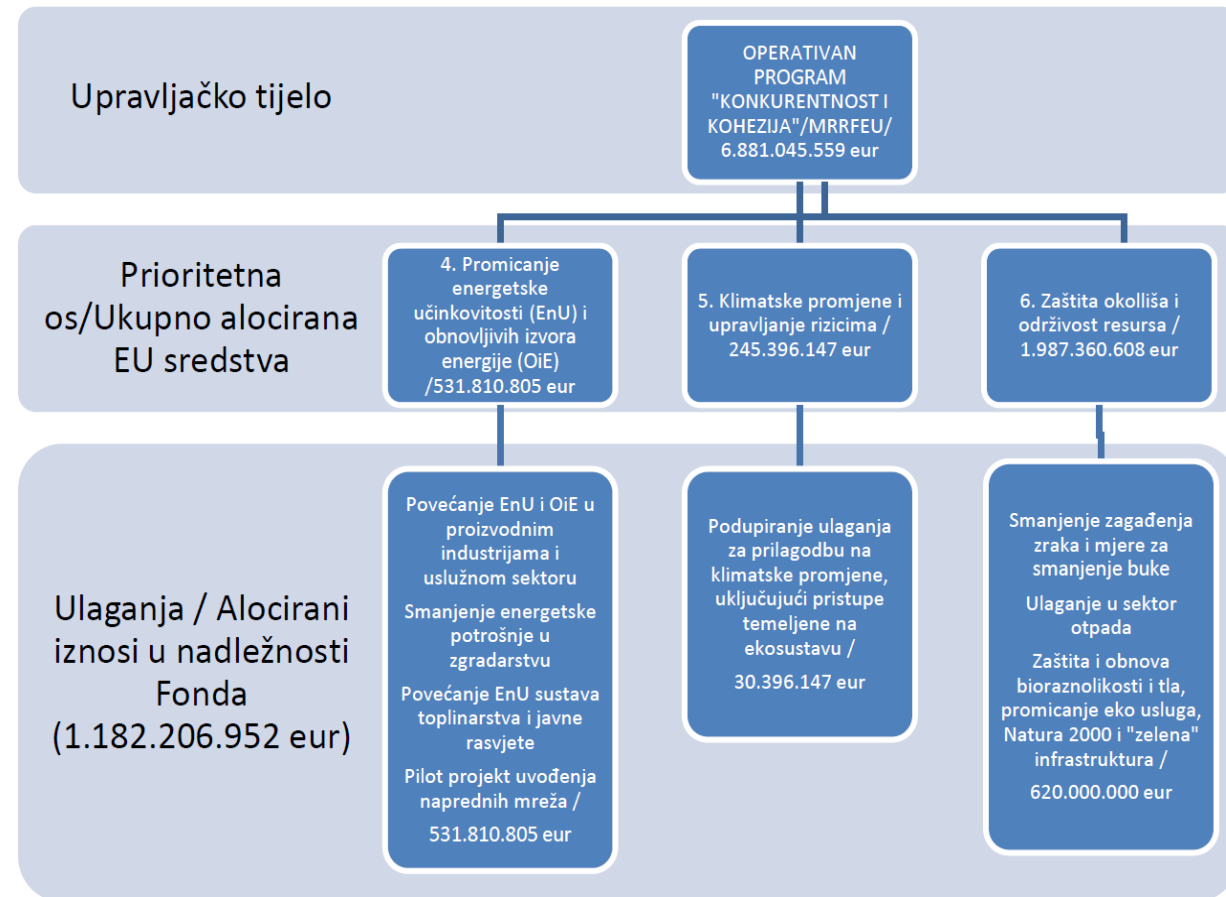 Upravljačko tijelo
OPERATIVAN
PROGRAM
"KONKURENTNOST I
KOHEZIJA"/MRRFEU/
6.881.045.559 eur
Prioritetna
os/Ukupno alocirana
EU sredstva
4. Promicanje
energetske
učinkovitosti (EnU) i
obnovljivih izvora
energije (OiE)
/531.810.805 eur
5. Klimatske promjene i
upravljanje rizicima /
245.396.147 eur
6. Zaštita okolliša i
održivost resursa /
1.987.360.608 eur
Ulaganja / Alocirani
iznosi u nadležnosti
Fonda
(1.182.206.952 eur)
Povećanje EnU i OiE u
proizvodnim
industrijama i
uslužnom sektoru
Smanjenje energetske
potrošnje u
zgradarstvu
Povećanje EnU sustava
toplinarstva i javne
rasvjete
Pilot projekt uvođenja
naprednih mreža /
531.810.805 eur
Podupiranje ulaganja
za prilagodbu na
klimatske promjene,
uključujući pristupe
temeljene na
ekosustavu /
30.396.147 eur
Smanjenje zagađenja
zraka i mjere za
smanjenje buke
Ulaganje u sektor
otpada
Zaštita i obnova
bioraznolikosti i tla,
promicanje eko usluga,
Natura 2000 i "zelena"
infrastruktura /
620.000.000 eur